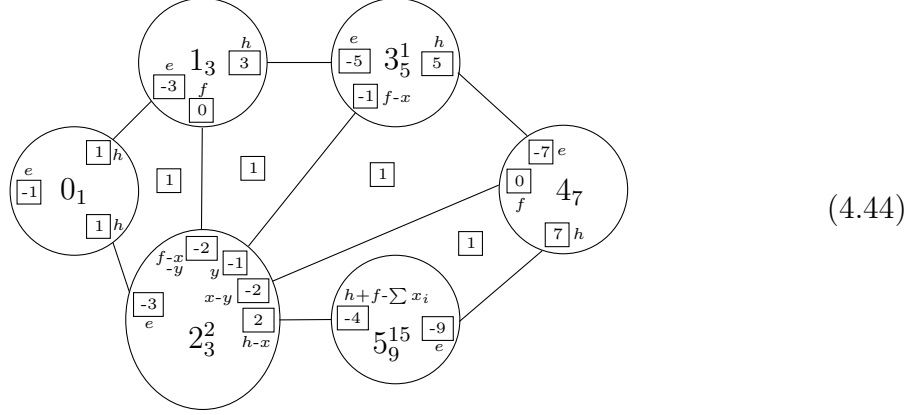 e -1 0₁ 1 h 1 h
e -3 1₃ h 3 f 0
e -5 3¹₅ h 5 -1 f-x
-7 e 0 f 4₇ 7 h
f-x -y -2 y -1 x-y -2 2 h-x -3 e 2²₃
h+f-∑ xᵢ -4 5¹⁵₉ -9 e
1 1 1 1
(4.44)